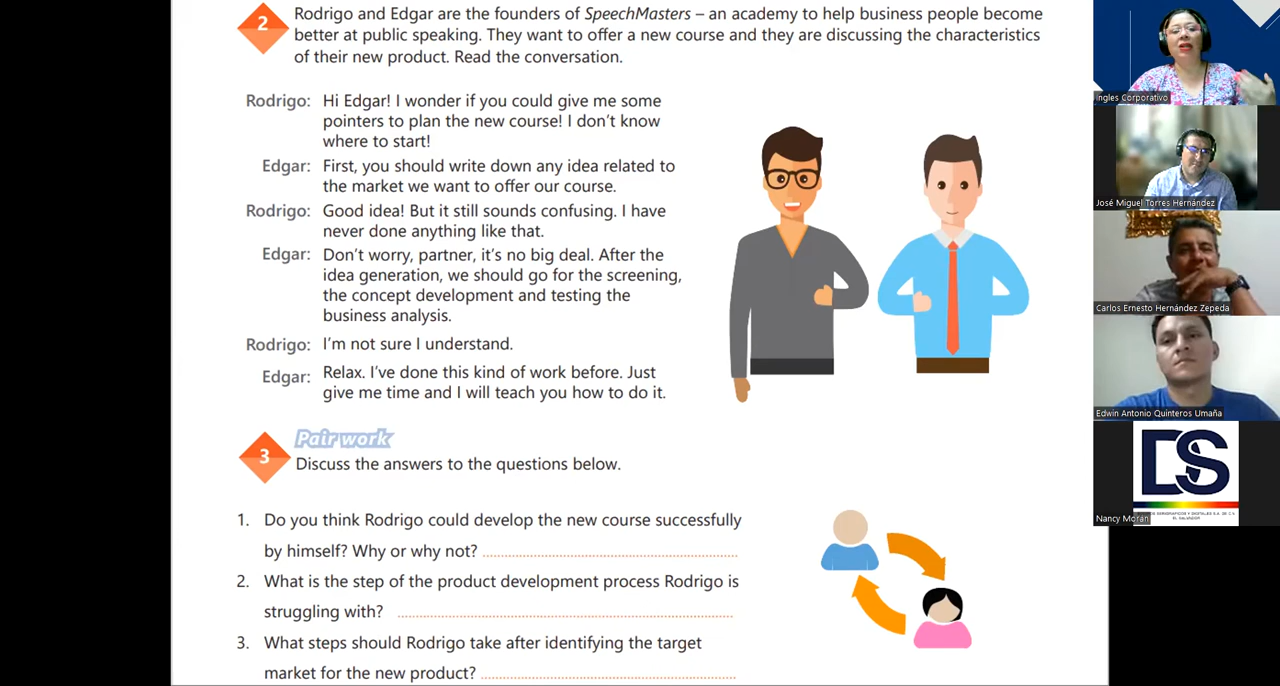 2
Rodrigo and Edgar are the founders of SpeechMasters – an academy to help business people become
better at public speaking. They want to offer a new course and they are discussing the characteristics
of their new product. Read the conversation.
Rodrigo: Hi Edgar! I wonder if you could give me some
pointers to plan the new course! I don't know
where to start!
Edgar: First, you should write down any idea related to
the market we want to offer our course.
Rodrigo: Good idea! But it still sounds confusing. I have
never done anything like that.
Edgar: Don't worry, partner, it's no big deal. After the
idea generation, we should go for the screening,
the concept development and testing the
business analysis.
Rodrigo: I'm not sure I understand.
Edgar: Relax. I've done this kind of work before. Just
give me time and I will teach you how to do it.
3
Pair work
Discuss the answers to the questions below.
1. Do you think Rodrigo could develop the new course successfully
by himself? Why or why not?
2. What is the step of the product development process Rodrigo is
struggling with?
3. What steps should Rodrigo take after identifying the target
market for the new product?
Ingles Corporativo
José Miguel Torres Hernández
Carlos Ernesto Hernández Zepeda
Edwin Antonio Quinteros Umaña
DS
EL SALVADOR
Nancy Moran